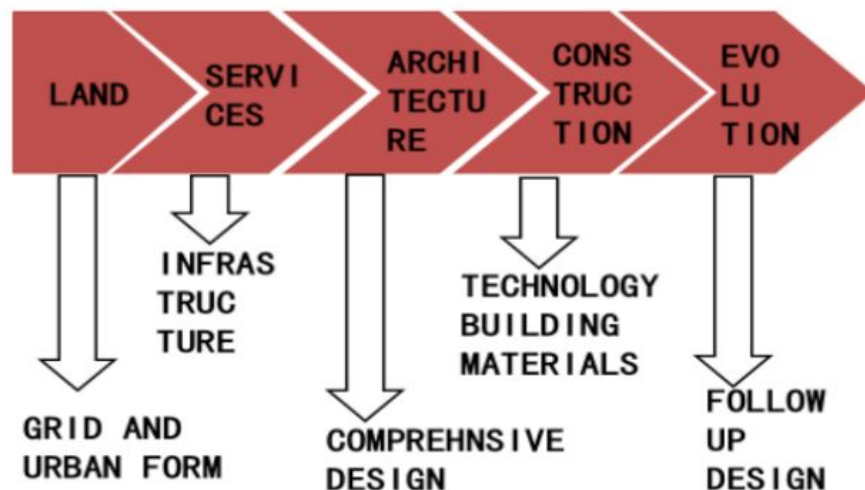 LAND
SERVI
CES
ARCHI
TECTU
RE
CONS
TRUC
TION
EVO
LU
TION
INFRAS
TRUC
TURE
TECHNOLOGY
BUILDING
MATERIALS
GRID AND
URBAN FORM
COMPREHNSIVE
DESIGN
FOLLOW
UP
DESIGN